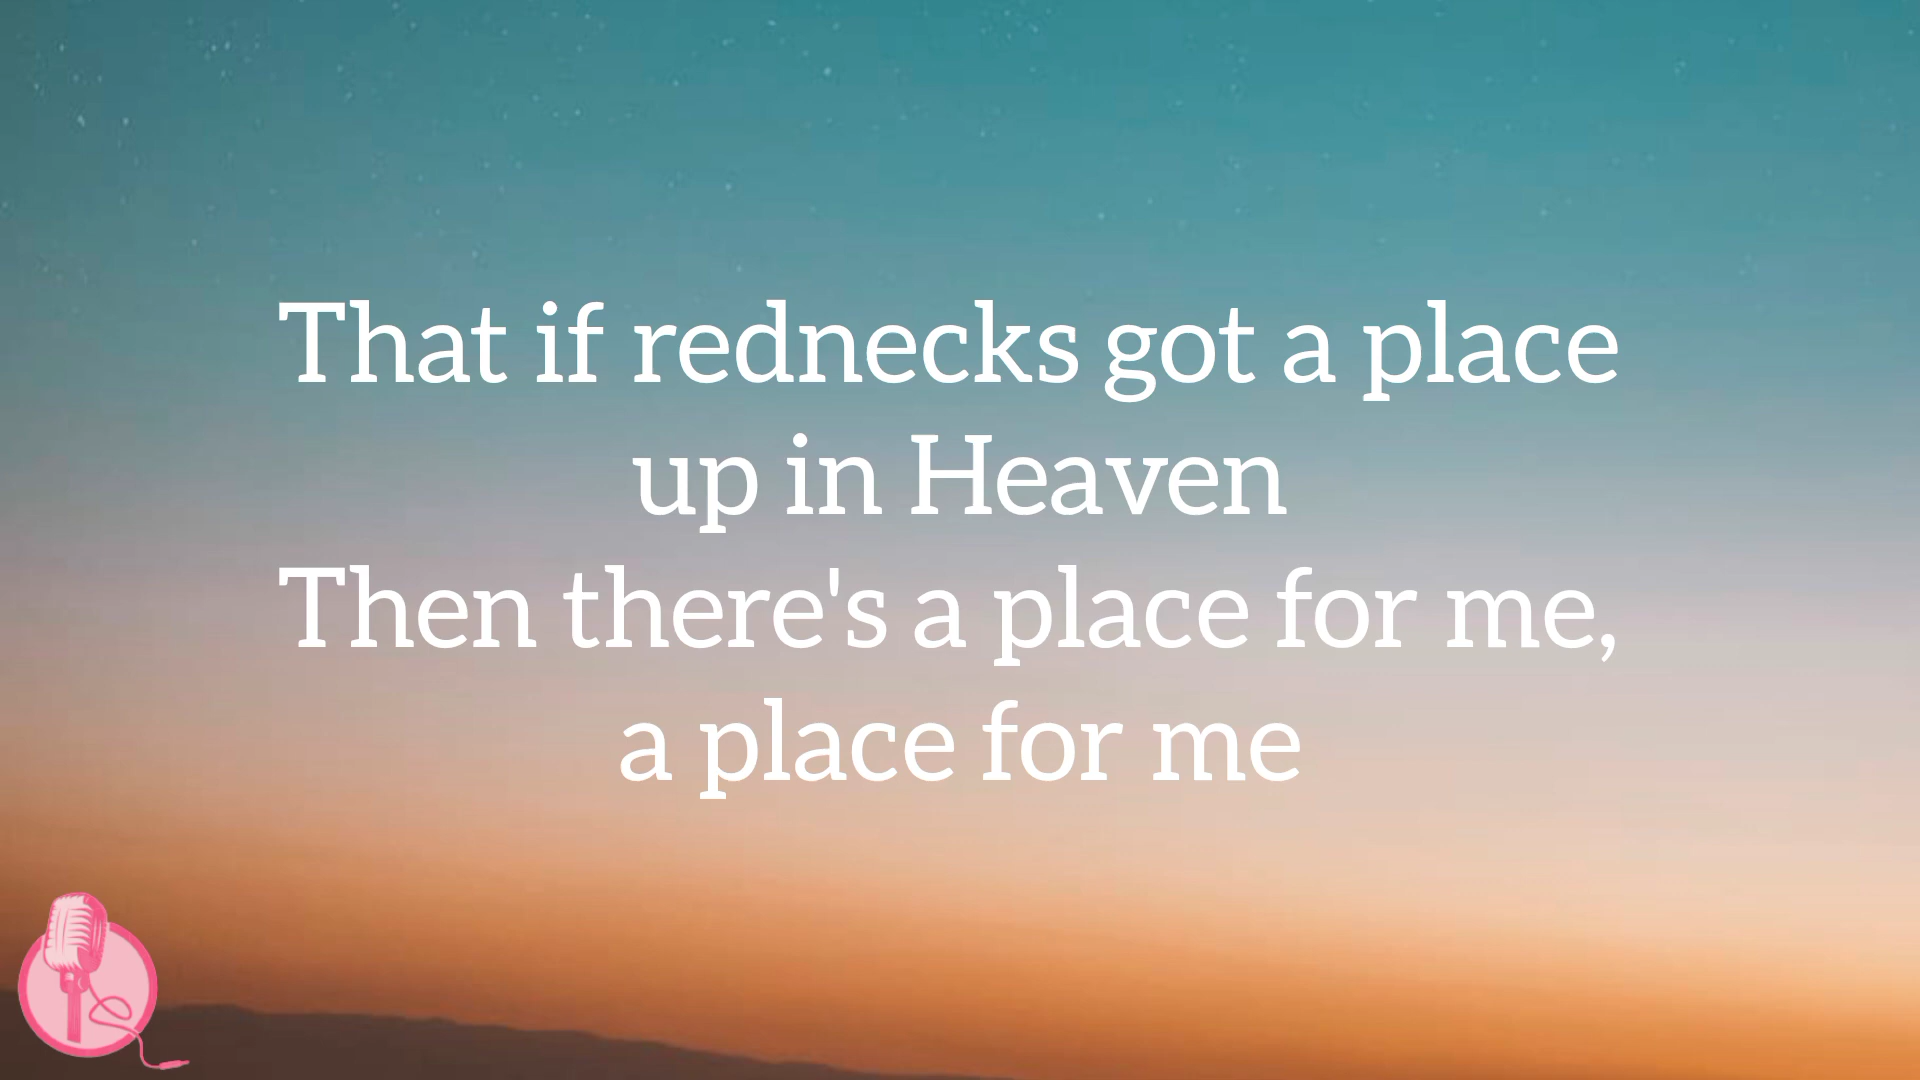 That if rednecks got a place
up in Heaven
Then there's a place for me,
a place for me